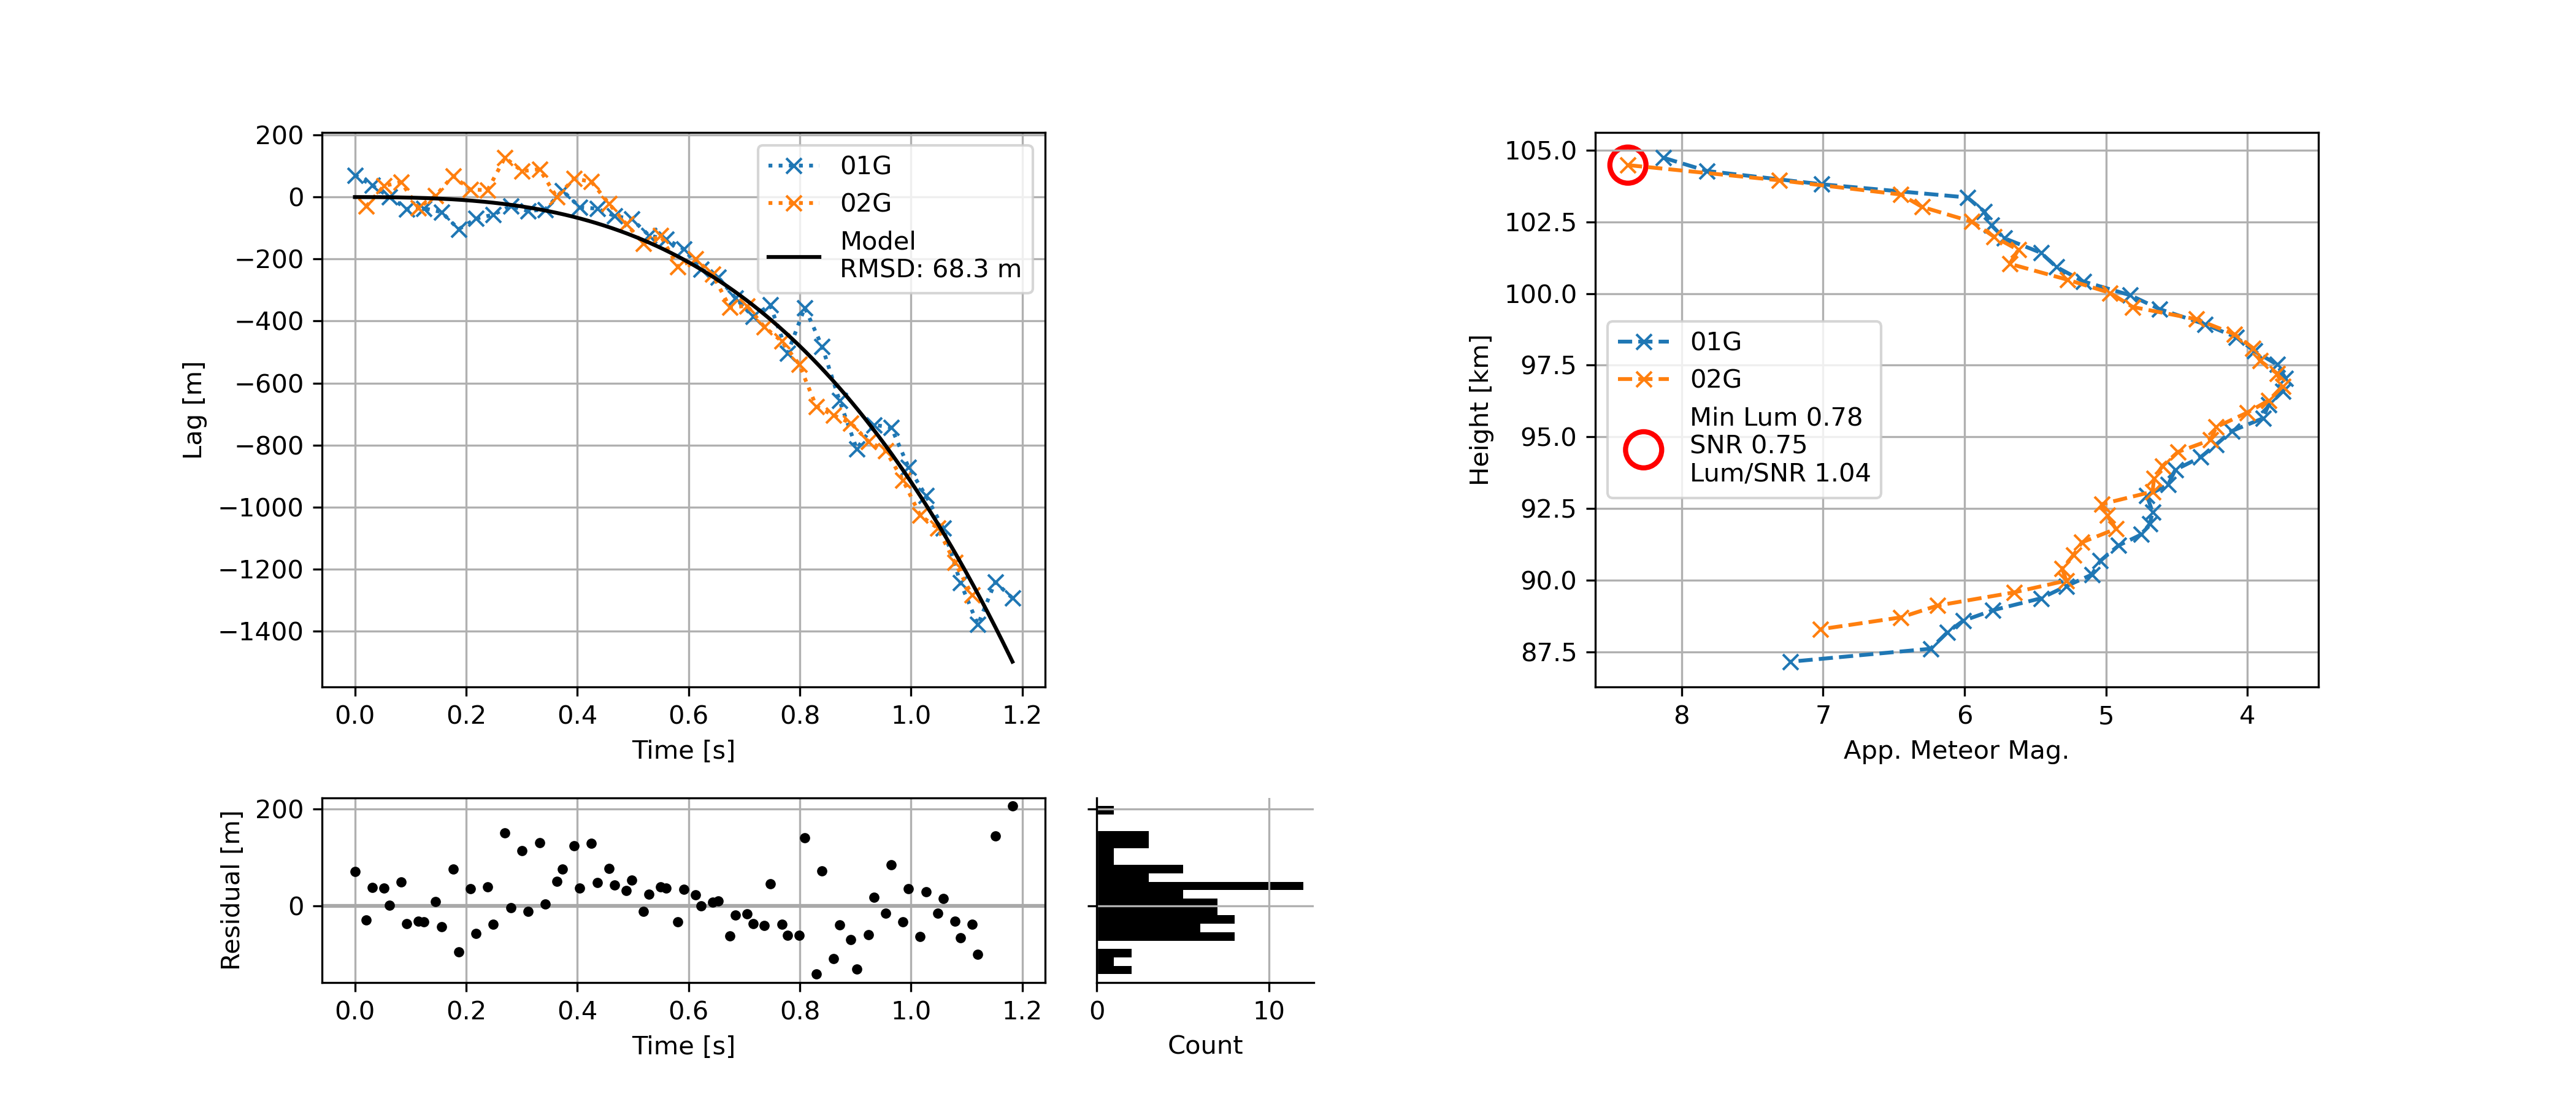 200
0
−200
−400
−600
−800
−1000
−1200
−1400
Lag [m]
0.0 0.2 0.4 0.6 0.8 1.0 1.2
Time [s]
01G
02G
Model
RMSD: 68.3 m
105.0
102.5
100.0
97.5
95.0
92.5
90.0
87.5
Height [km]
8 7 6 5 4
App. Meteor Mag.
01G
02G
Min Lum 0.78
SNR 0.75
Lum/SNR 1.04
200
0
Residual [m]
0.0 0.2 0.4 0.6 0.8 1.0 1.2
Time [s]
0 10
Count